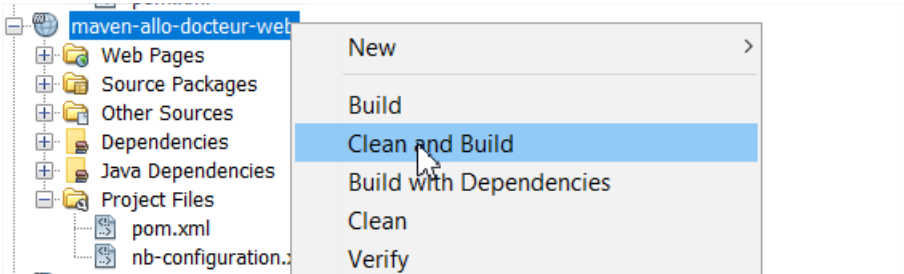 maven-allo-docteur-web
New
Web Pages
Source Packages
Build
Other Sources
Clean and Build
Dependencies
Build with Dependencies
Java Dependencies
Project Files
Clean
pom.xml
nb-configuration.x
Verify